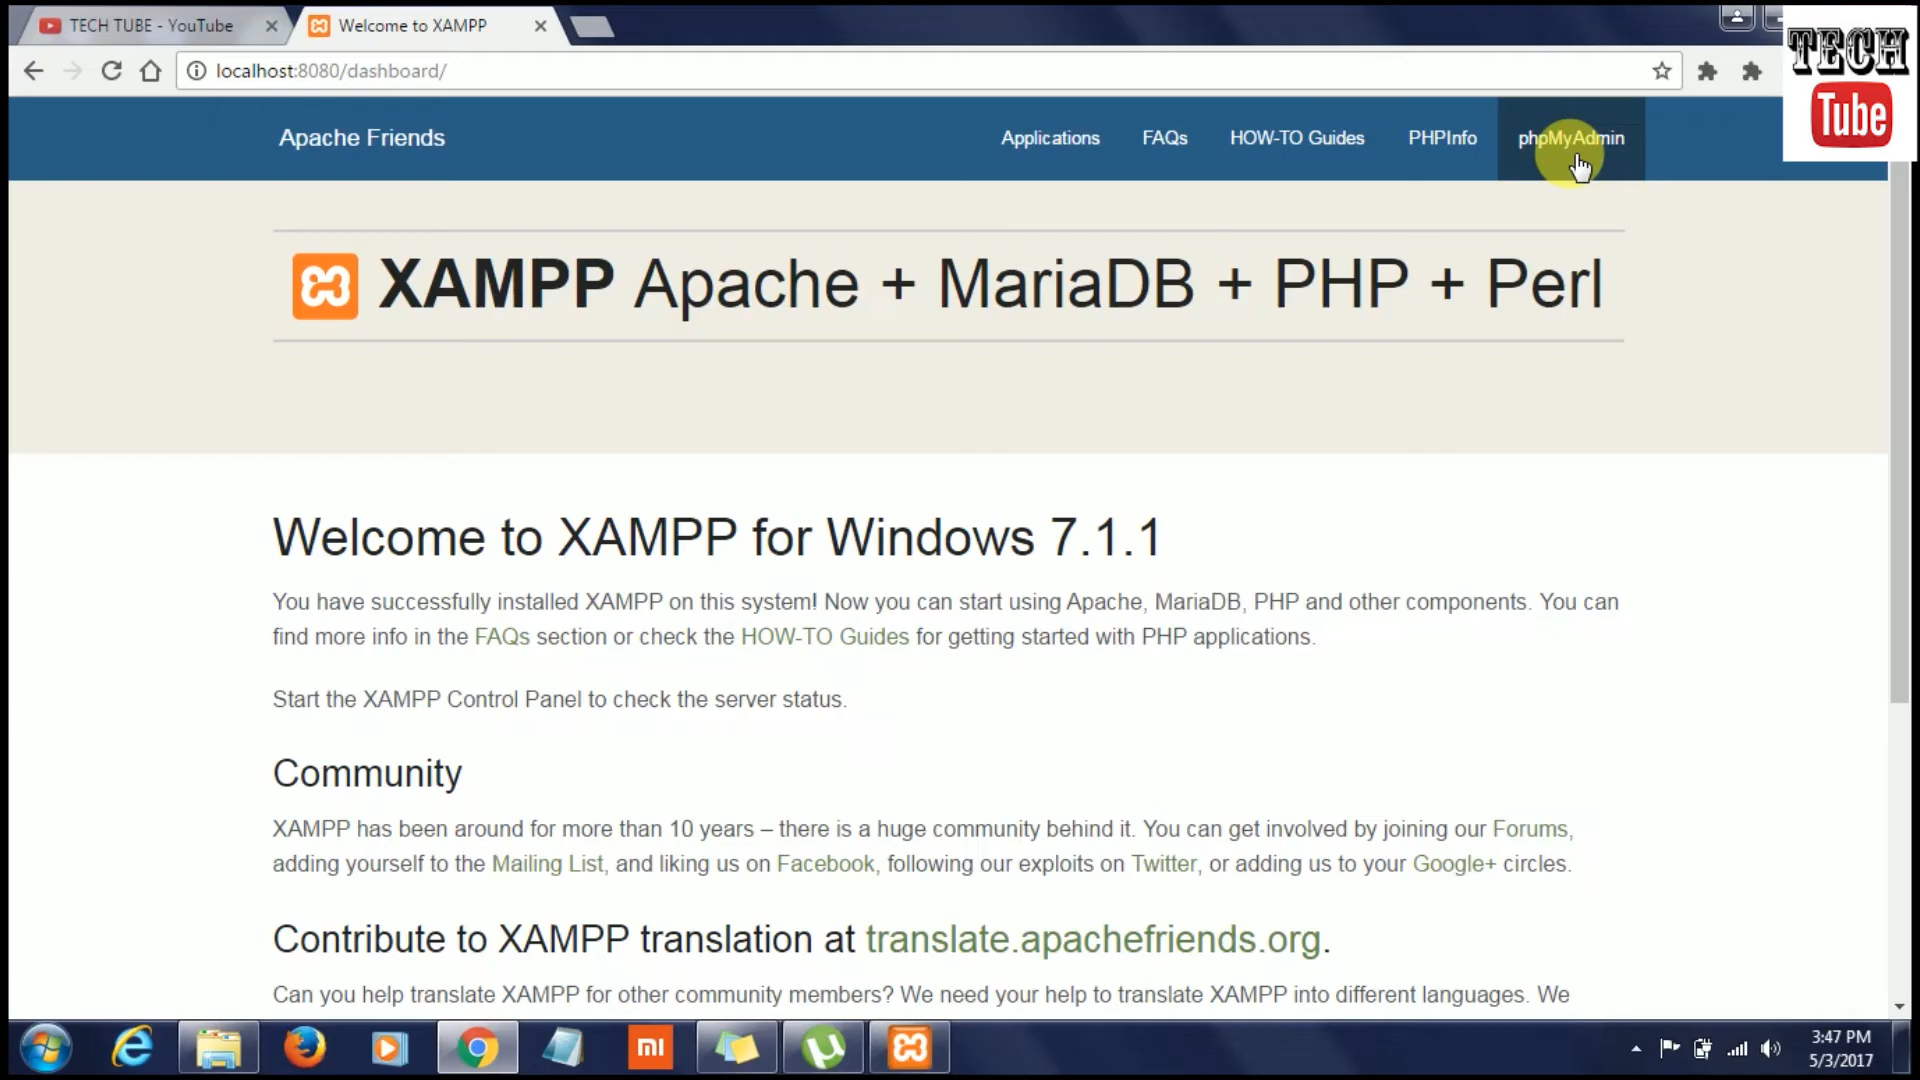 TECH TUBE - YouTube
Welcome to XAMPP
localhost:8080/dashboard/
TECH
Tube
Apache Friends
Applications
FAQs
HOW-TO Guides
PHPInfo
phpMyAdmin
XAMPP Apache + MariaDB + PHP + Perl
Welcome to XAMPP for Windows 7.1.1
You have successfully installed XAMPP on this system! Now you can start using Apache, MariaDB, PHP and other components. You can
find more info in the FAQs section or check the HOW-TO Guides for getting started with PHP applications.
Start the XAMPP Control Panel to check the server status.
Community
XAMPP has been around for more than 10 years – there is a huge community behind it. You can get involved by joining our Forums,
adding yourself to the Mailing List, and liking us on Facebook, following our exploits on Twitter, or adding us to your Google+ circles.
Contribute to XAMPP translation at translate.apachefriends.org.
Can you help translate XAMPP for other community members? We need your help to translate XAMPP into different languages. We
mi
3:47 PM
5/3/2017